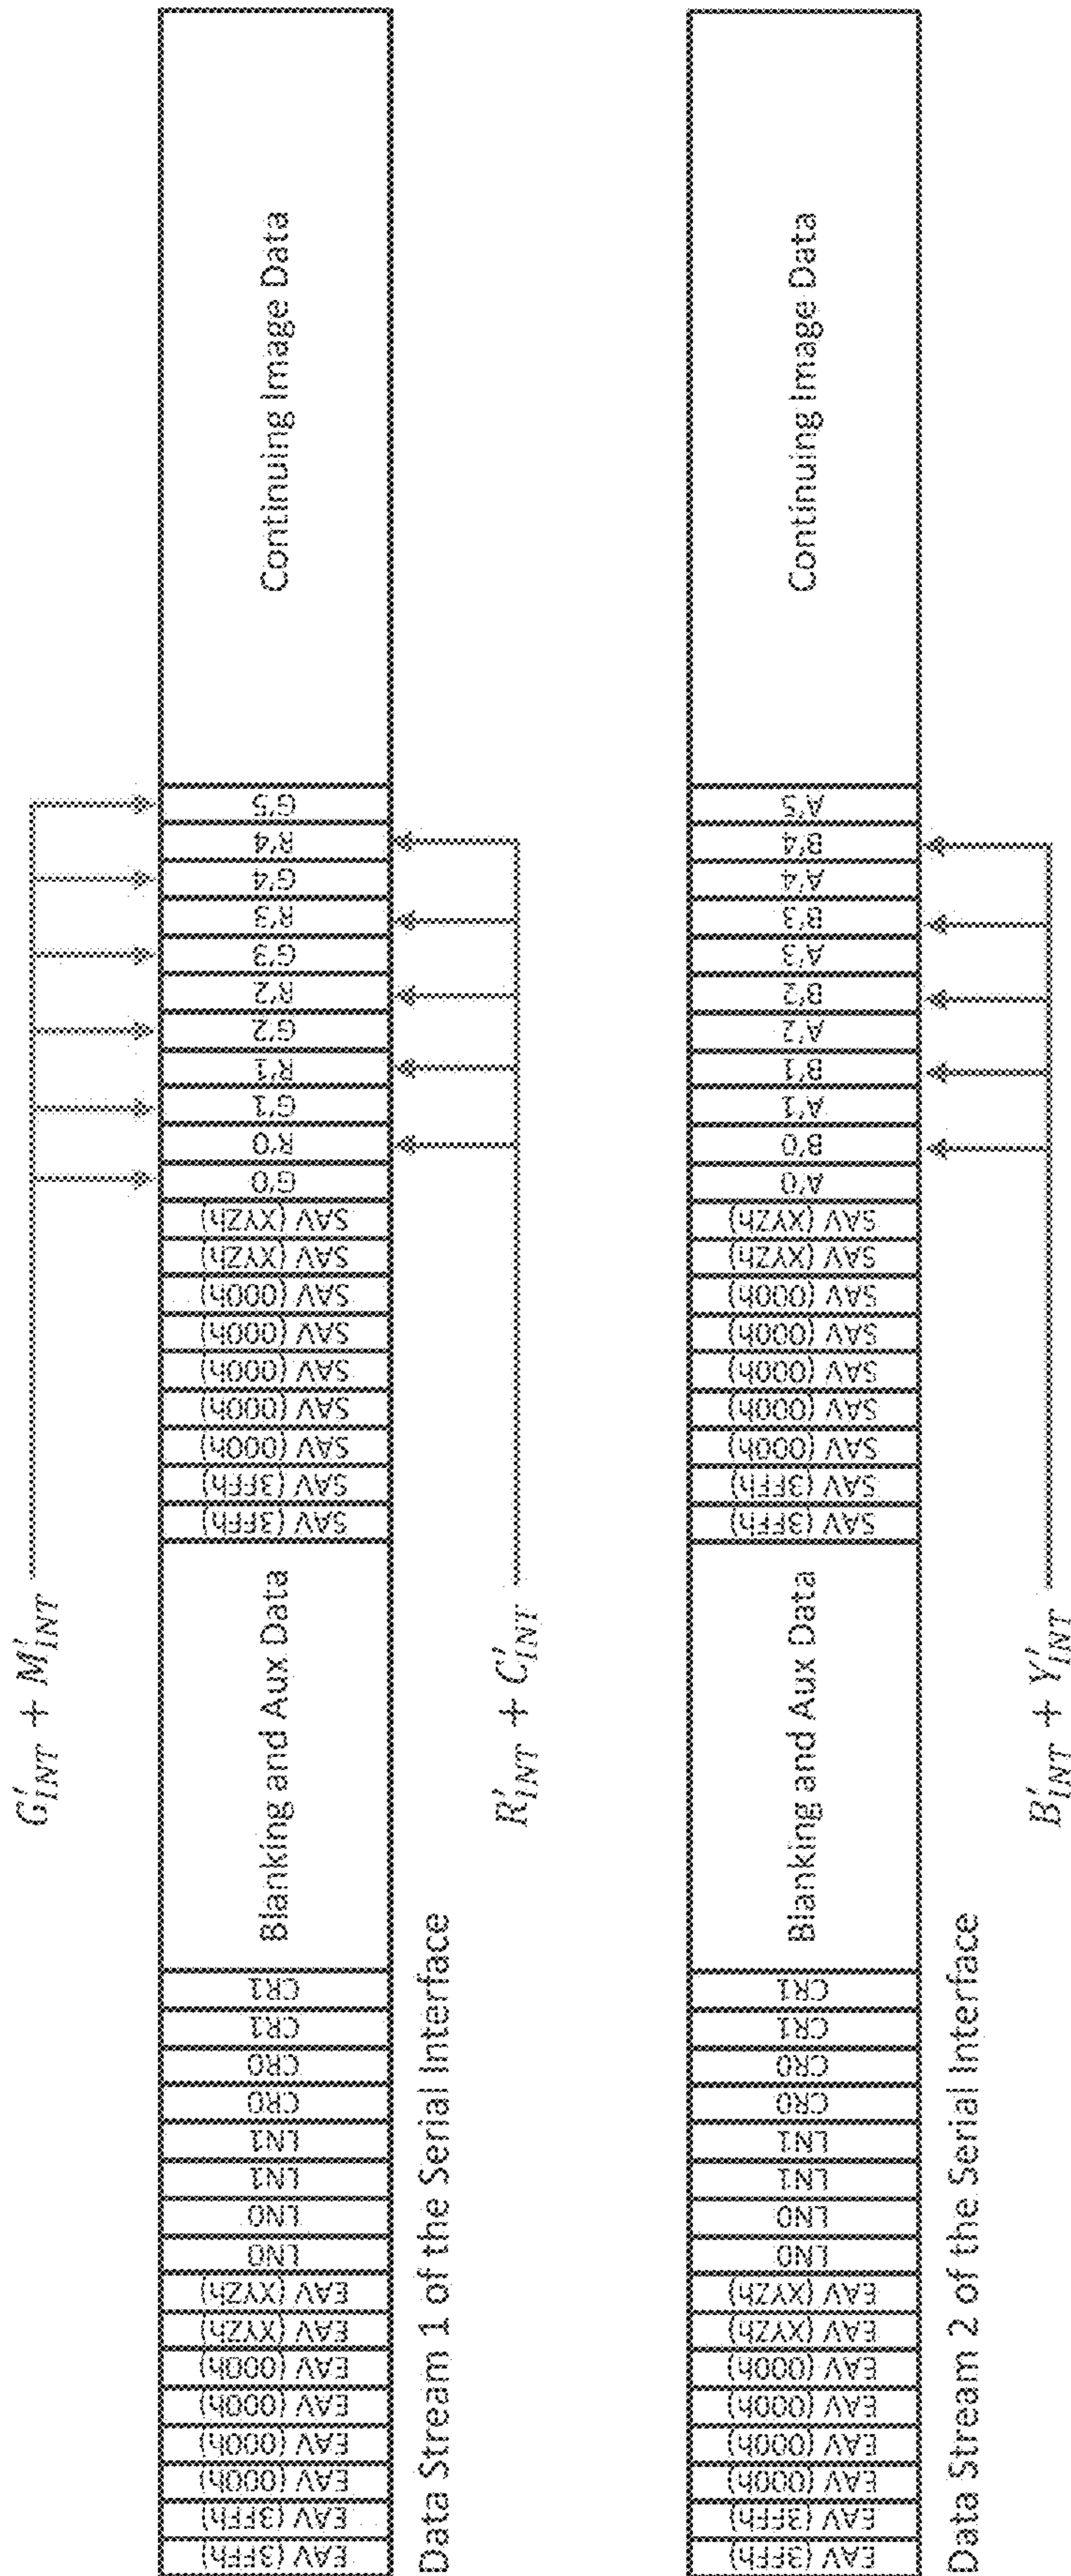 G'INT + M'INT
EAV (3FFh)
EAV (3FFh)
EAV (000h)
EAV (000h)
EAV (000h)
EAV (000h)
EAV (XYZh)
EAV (XYZh)
LN0
LN0
LN1
LN1
CR0
CR0
CR1
CR1
Blanking and Aux Data
SAV (3FFh)
SAV (3FFh)
SAV (000h)
SAV (000h)
SAV (000h)
SAV (000h)
SAV (000h)
SAV (XYZh)
SAV (XYZh)
G'0
R'0
G'1
R'1
G'2
R'2
G'3
R'3
G'4
R'4
G'5
Continuing Image Data
Data Stream 1 of the Serial Interface
R'INT + C'INT
EAV (3FFh)
EAV (3FFh)
EAV (000h)
EAV (000h)
EAV (000h)
EAV (000h)
EAV (XYZh)
EAV (XYZh)
LN0
LN0
LN1
LN1
CR0
CR0
CR1
CR1
Blanking and Aux Data
SAV (3FFh)
SAV (3FFh)
SAV (000h)
SAV (000h)
SAV (000h)
SAV (000h)
SAV (000h)
SAV (XYZh)
SAV (XYZh)
A'0
B'0
A'1
B'1
A'2
B'2
A'3
B'3
A'4
B'4
A'5
Continuing Image Data
Data Stream 2 of the Serial Interface
B'INT + Y'INT